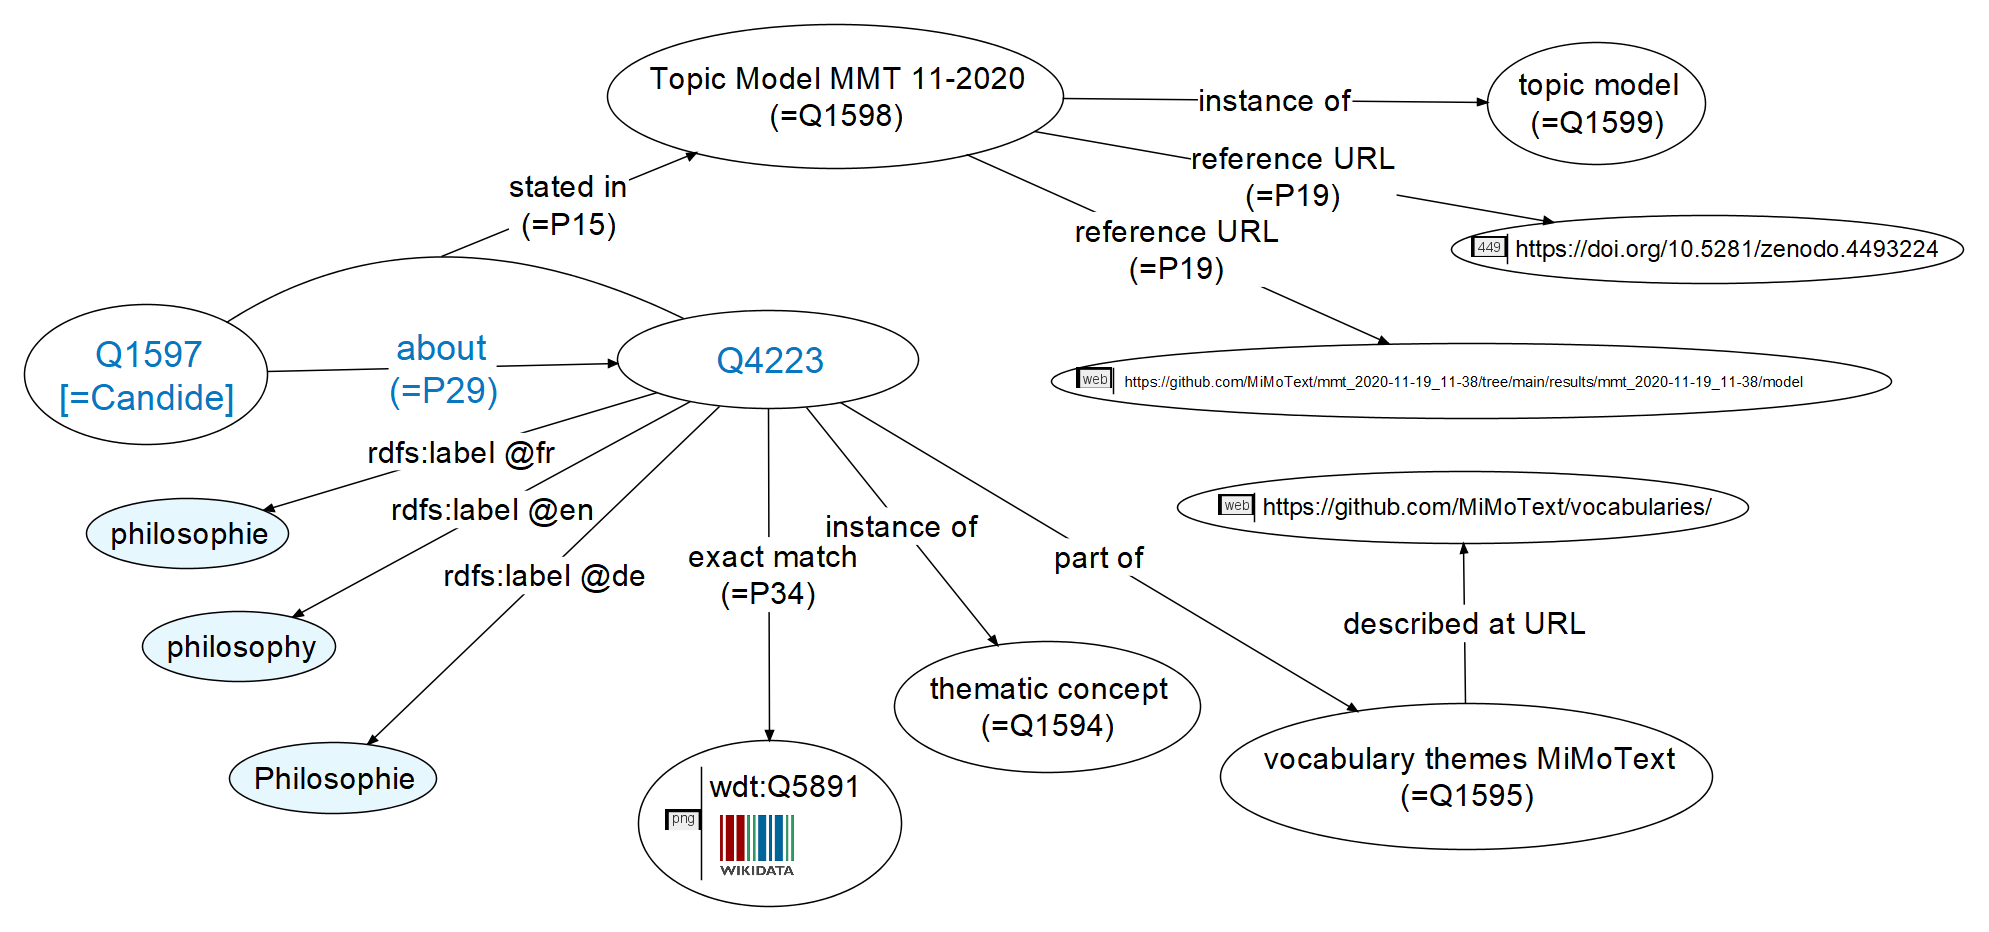 Topic Model MMT 11-2020
(=Q1598)
instance of
topic model
(=Q1599)
reference URL
(=P19)
449
https://doi.org/10.5281/zenodo.4493224
reference URL
(=P19)
web
https://github.com/MiMoText/mmt_2020-11-19_11-38/tree/main/results/mmt_2020-11-19_11-38/model
stated in
(=P15)
Q1597
[=Candide]
about
(=P29)
Q4223
rdfs:label @fr
philosophie
rdfs:label @en
philosophy
rdfs:label @de
Philosophie
exact match
(=P34)
wdt:Q5891
png
WIKIDATA
instance of
thematic concept
(=Q1594)
part of
vocabulary themes MiMoText
(=Q1595)
described at URL
web
https://github.com/MiMoText/vocabularies/